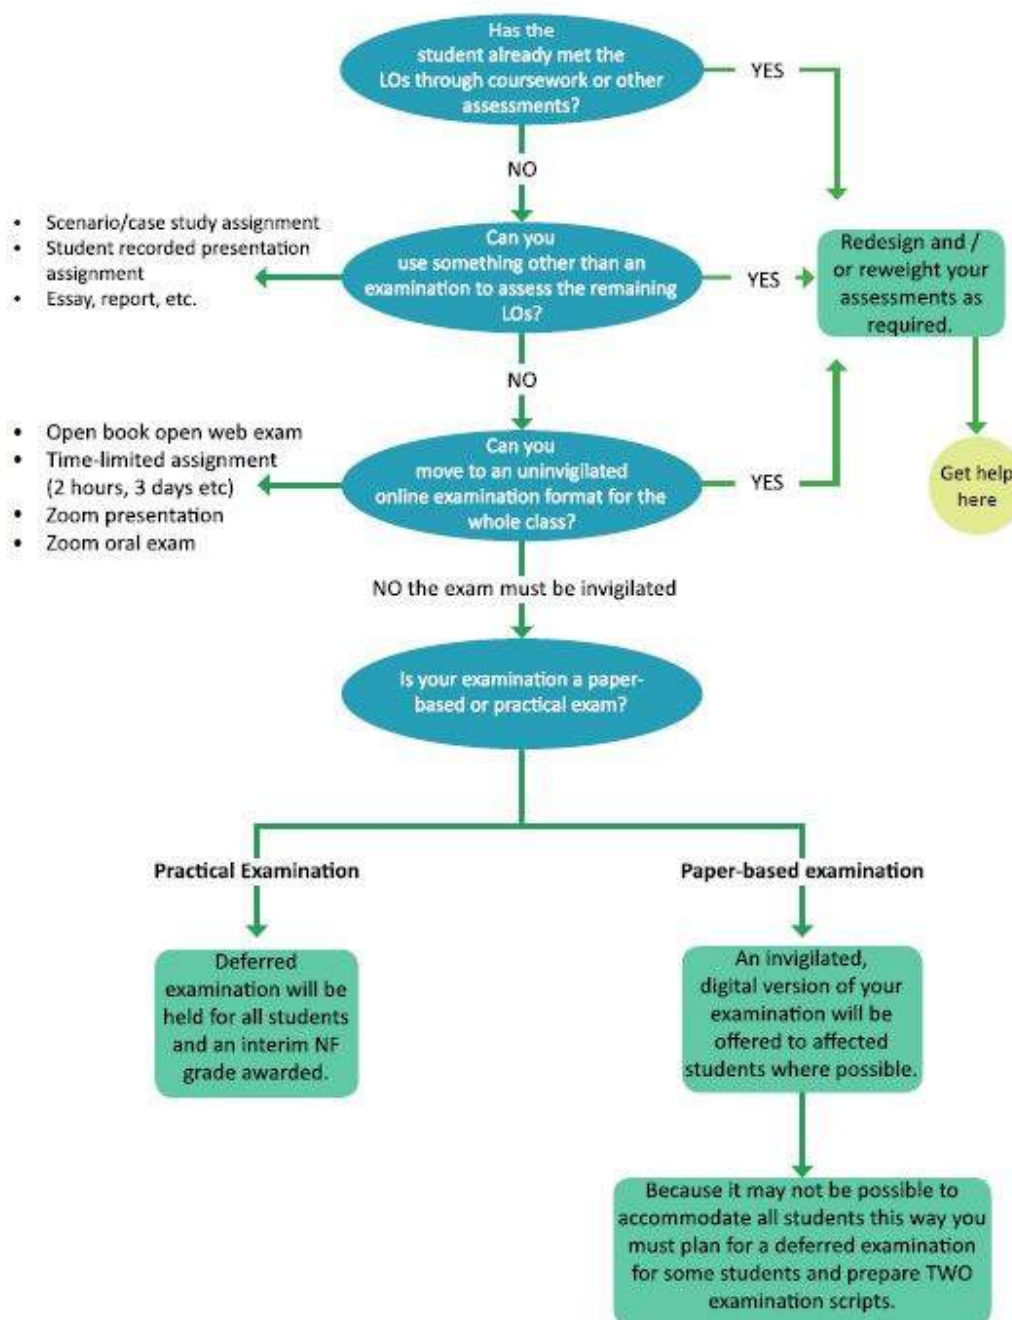 Has the
student already met the
LOs through coursework or other
assessments?
YES
NO
• Scenario/case study assignment
• Student recorded presentation
assignment
• Essay, report, etc.
Can you
use something other than an
examination to assess the remaining
LOs?
YES
Redesign and /
or reweight your
assessments as
required.
NO
• Open book open web exam
• Time-limited assignment
(2 hours, 3 days etc)
• Zoom presentation
• Zoom oral exam
Can you
move to an uninvigilated
online examination format for the
whole class?
YES
Get help
here
NO the exam must be invigilated
Is your examination a paper-
based or practical exam?
Practical Examination
Paper-based examination
Deferred
examination will be
held for all students
and an interim NF
grade awarded.
An invigilated,
digital version of your
examination will be
offered to affected
students where possible.
Because it may not be possible to
accommodate all students this way you
must plan for a deferred examination
for some students and prepare TWO
examination scripts.